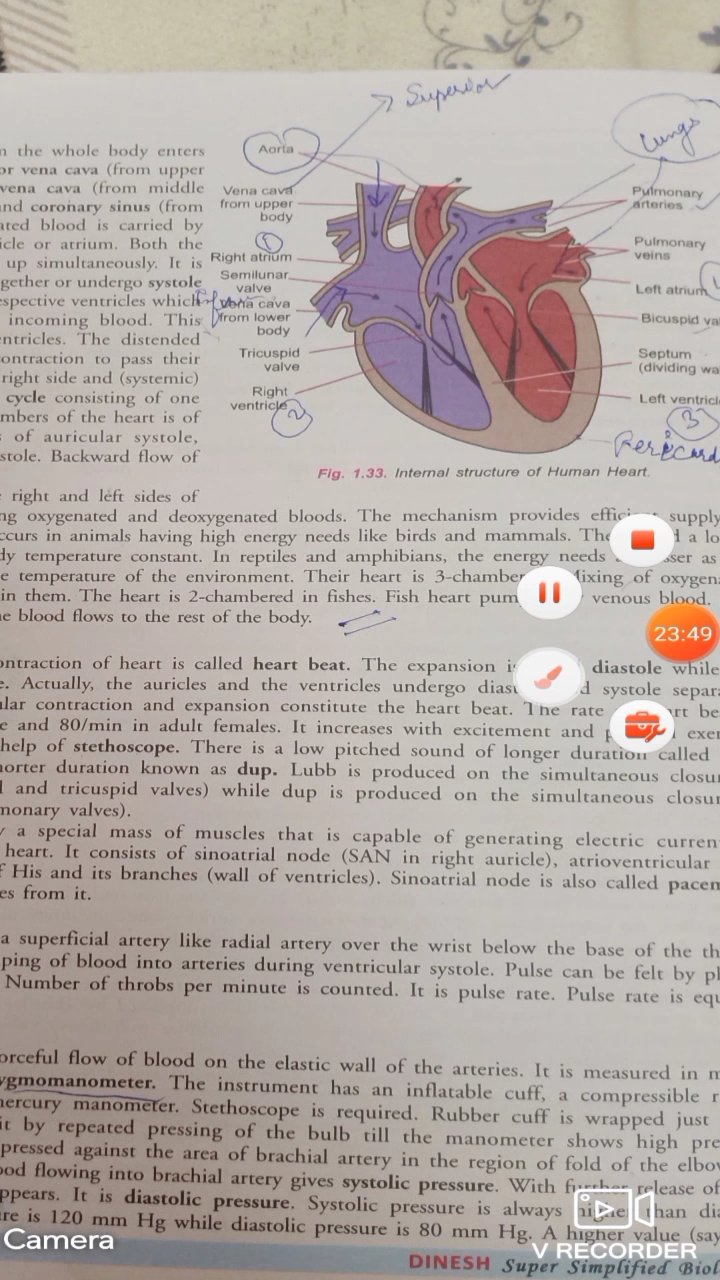 Superior
Lungs
Aorta
Vena cava
from upper
body
Right atrium
Semilunar
valve
Vena cava
from lower
body
Tricuspid
valve
Right
ventricle
1
2
3
Pulmonary
arteries
Pulmonary
veins
Left atrium
Bicuspid va
Septum
(dividing wa
Left ventricl
Fig. 1.33. Internal structure of Human Heart.
n the whole body enters
or vena cava (from upper
vena cava (from middle
and coronary sinus (from
ated blood is carried by
icle or atrium. Both the
up simultaneously. It is
gether or undergo systole
espective ventricles which
incoming blood. This
entricles. The distended
ontraction to pass their
right side and (systemic)
cycle consisting of one
mbers of the heart is of
s of auricular systole,
stole. Backward flow of
e right and left sides of
ng oxygenated and deoxygenated bloods. The mechanism provides efficient supply
ccurs in animals having high energy needs like birds and mammals. The a lo
dy temperature constant. In reptiles and amphibians, the energy needs sser as
e temperature of the environment. Their heart is 3-chamber Mixing of oxygena
in them. The heart is 2-chambered in fishes. Fish heart pum venous blood.
he blood flows to the rest of the body.
ontraction of heart is called heart beat. The expansion is diastole while
e. Actually, the auricles and the ventricles undergo diast d systole separa
ular contraction and expansion constitute the heart beat. The rate rt be
e and 80/min in adult females. It increases with excitement and p exer
help of stethoscope. There is a low pitched sound of longer duration called
horter duration known as dup. Lubb is produced on the simultaneous closur
d and tricuspid valves) while dup is produced on the simultaneous closur
monary valves).
y a special mass of muscles that is capable of generating electric curren
heart. It consists of sinoatrial node (SAN in right auricle), atrioventricular
f His and its branches (wall of ventricles). Sinoatrial node is also called pacem
es from it.
a superficial artery like radial artery over the wrist below the base of the th
ping of blood into arteries during ventricular systole. Pulse can be felt by pl
Number of throbs per minute is counted. It is pulse rate. Pulse rate is equ
orceful flow of blood on the elastic wall of the arteries. It is measured in m
ygmomanometer. The instrument has an inflatable cuff, a compressible r
mercury manometer. Stethoscope is required. Rubber cuff is wrapped just
it by repeated pressing of the bulb till the manometer shows high pre
pressed against the area of brachial artery in the region of fold of the elbow
ood flowing into brachial artery gives systolic pressure. With further release of
ppears. It is diastolic pressure. Systolic pressure is always higher than dia
re is 120 mm Hg while diastolic pressure is 80 mm Hg. A higher value (say
DINESH Super Simplified Biol
23:49
Camera
V RECORDER